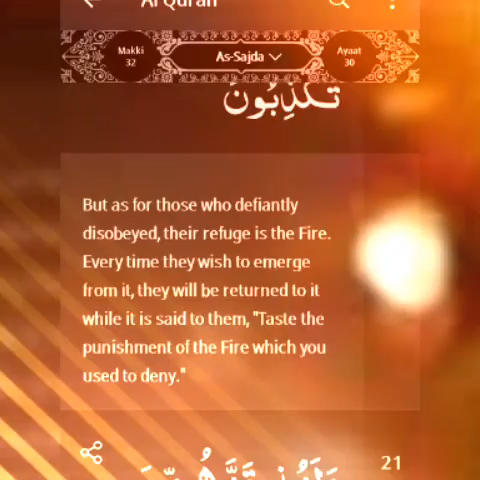 Al Quran
Makki
32
As-Sajda
Ayaat
30
تُكَذِّبُونَ
But as for those who defiantly
disobeyed, their refuge is the Fire.
Every time they wish to emerge
from it, they will be returned to it
while it is said to them, "Taste the
punishment of the Fire which you
used to deny."
21